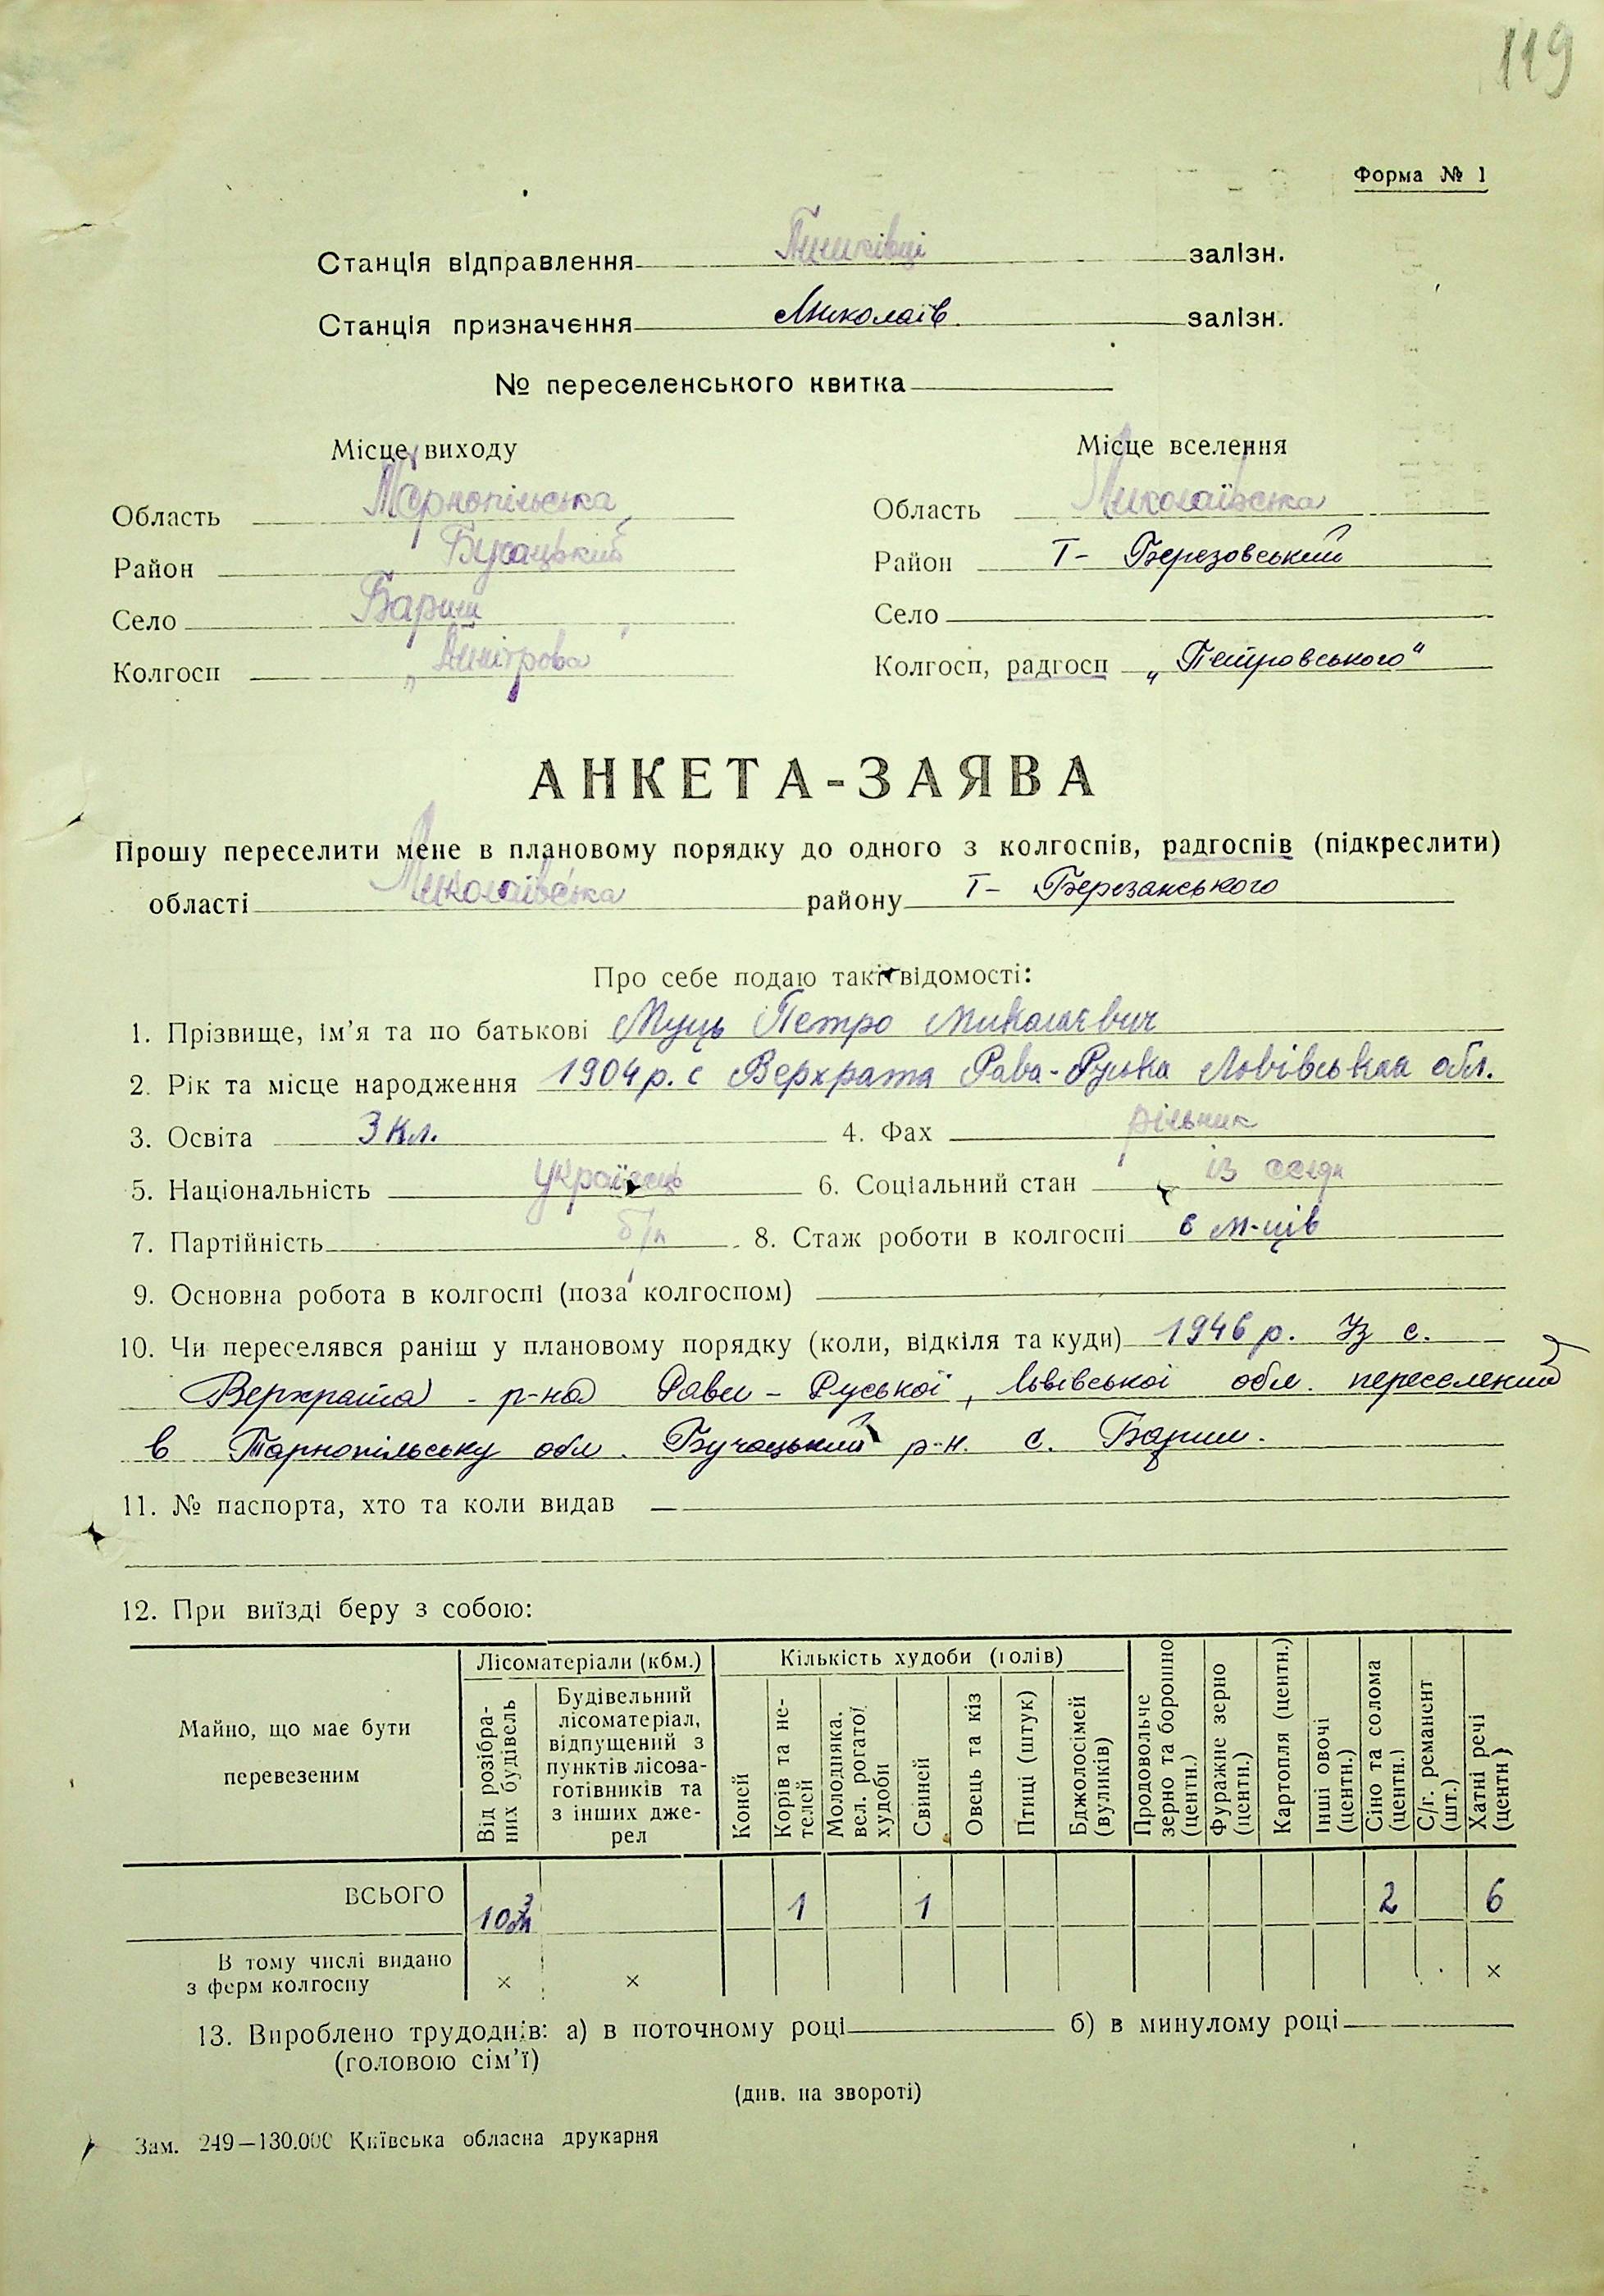 119
Форма № 1
Станція відправлення Пишківці залізн.
Станція призначення Миколаїв залізн.
№ переселенського квитка
Місце виходу
Місце вселення
Область Тарнопільська
Область Миколаївська
Район Бучацький
Район Т- Березовський
Село Бариш
Село
Колгосп „Димітрова"
Колгосп, радгосп „Петровського"
АНКЕТА-ЗАЯВА
Прошу переселити мене в плановому порядку до одного з колгоспів, радгоспів (підкреслити)
області Миколаївська району Т- Березанського
Про себе подаю такі відомості:
1. Прізвище, ім’я та по батькові Муць Петро Миколаєвич
2. Рік та місце народження 1904 р. с Верхрата Рава-Руська Львівська обл.
3. Освіта 3 кл. 4. Фах рільник
5. Національність українець 6. Соціальний стан із селян
7. Партійність б/п 8. Стаж роботи в колгоспі 6 м-ців
9. Основна робота в колгоспі (поза колгоспом)
10. Чи переселявся раніш у плановому порядку (коли, відкіля та куди) 1946 р. Із с.
Верхрата - р-на Рави - Руської, Львівської обл. переселений
в Тарнопільську обл. Бучацький р-н. с. Бариш.
11. № паспорта, хто та коли видав —
12. При виїзді беру з собою:
Майно, що має бути перевезеним
Лісоматеріали (кбм.)
Кількість худоби (голів)
Від розібраних будівель
Будівельний лісоматеріал, відпущений з пунктів лісозаготівників та з інших джерел
Коней
Корів та нетелей
Молодняка, вел. рогатої худоби
Свиней
Овець та кіз
Птиці (штук)
Бджолосімей (вуликів)
Продовольче зерно та борошно (центн.)
Фуражне зерно (центн.)
Картопля (центн.)
Інші овочі (центн.)
Сіно та солома (центн.)
С/г. реманент (шт.)
Хатні речі (центн)
ВСЬОГО 10 1 1 2 6
В тому числі видано
з ферм колгоспу × × ×
13. Вироблено трудоднів: а) в поточному році б) в минулому році
(головою сім’ї)
(див. на звороті)
Зам. 249—130.000 Київська обласна друкарня